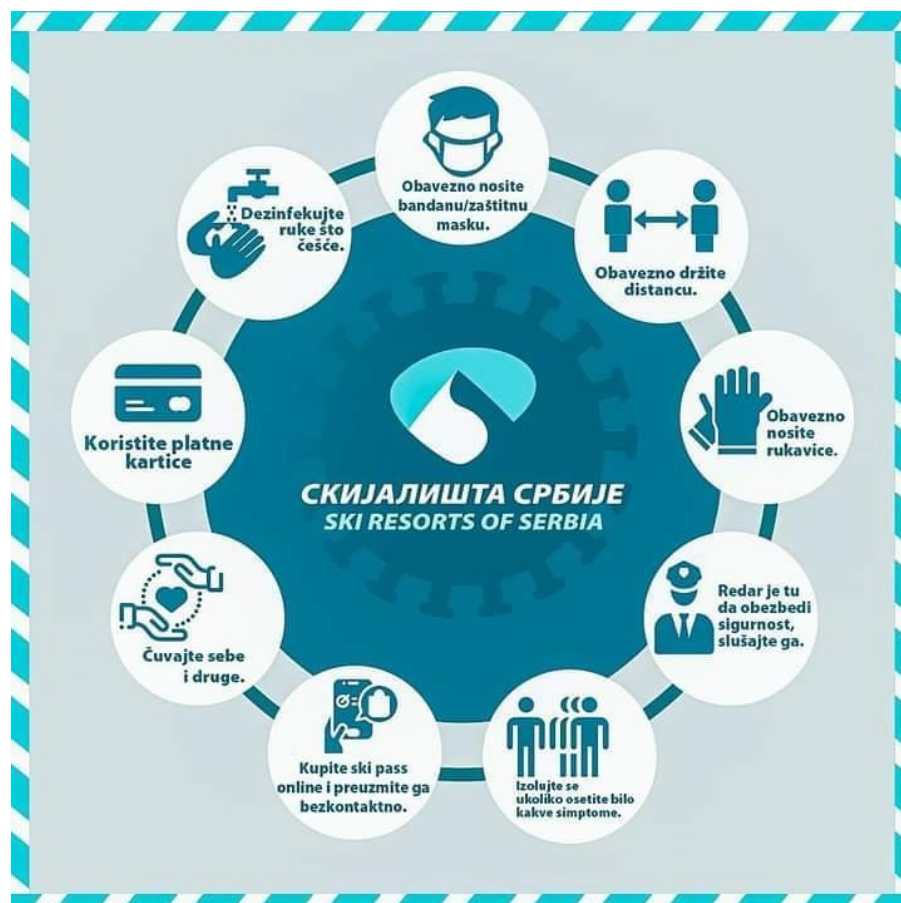 Obavezno nosite
bandanu/zaštitnu
masku.
Obavezno držite
distancu.
Obavezno
nosite
rukavice.
Redar je tu
da obezbedi
sigurnost,
slušajte ga.
Izolujte se
ukoliko osetite bilo
kakve simptome.
Kupite ski pass
online i preuzmite ga
bezkontaktno.
Čuvajte sebe
i druge.
Koristite platne
kartice
Dezinfekujte
ruke što
češće.
СКИЈАЛИШТА СРБИЈЕ
SKI RESORTS OF SERBIA